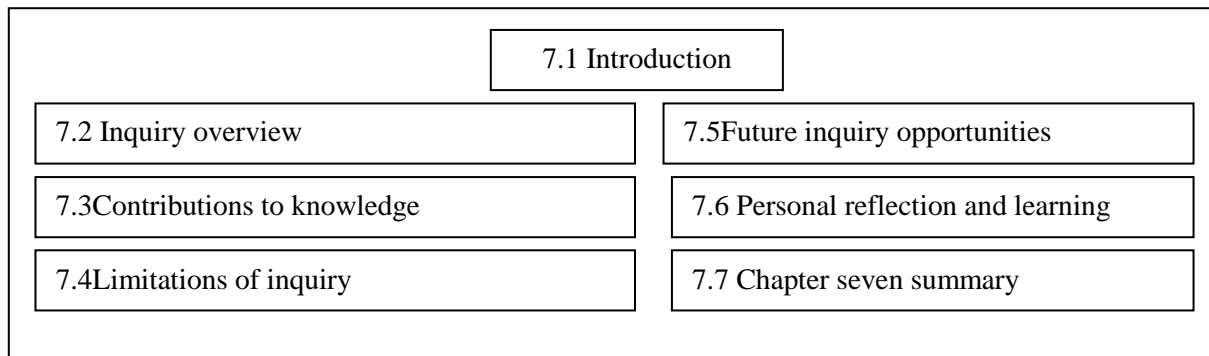 7.1 Introduction
7.2 Inquiry overview
7.3Contributions to knowledge
7.4Limitations of inquiry
7.5Future inquiry opportunities
7.6 Personal reflection and learning
7.7 Chapter seven summary